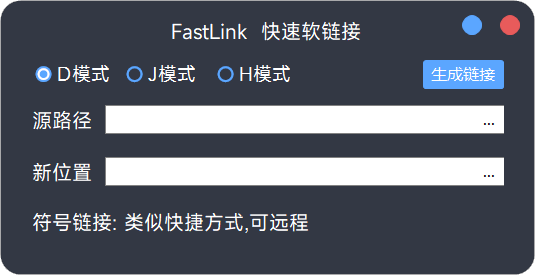 FastLink 快速软链接
D模式 J模式 H模式 生成链接
源路径 ...
新位置 ...
符号链接: 类似快捷方式,可远程